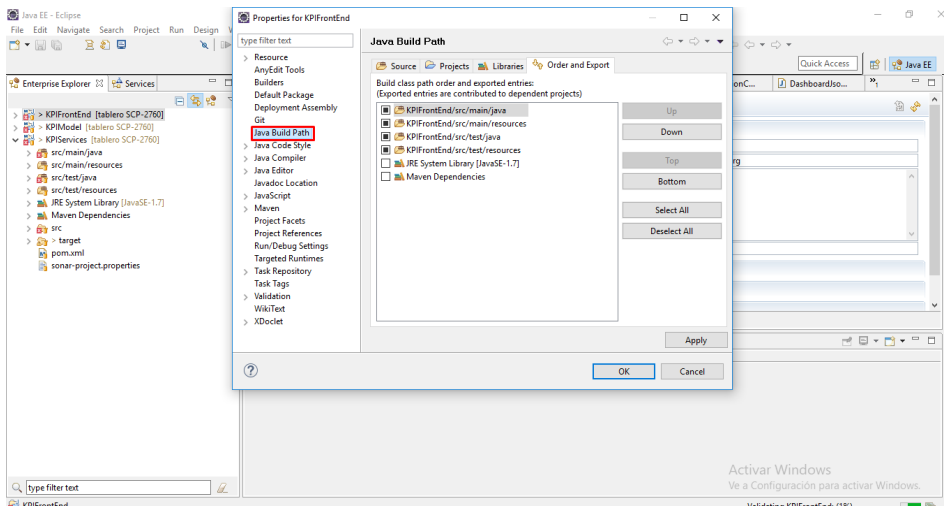 Java EE - Eclipse
File Edit Navigate Search Project Run Design
Quick Access
Java EE
Enterprise Explorer
Services
> KPIFrontEnd [tablero SCP-2760]
> KPIModel [tablero SCP-2760]
> KPIServices [tablero SCP-2760]
src/main/java
src/main/resources
src/test/java
src/test/resources
JRE System Library [JavaSE-1.7]
Maven Dependencies
src
> target
pom.xml
sonar-project.properties
type filter text
Properties for KPIFrontEnd
type filter text
Resource
AnyEdit Tools
Builders
Default Package
Deployment Assembly
Git
Java Build Path
Java Code Style
Java Compiler
Java Editor
Javadoc Location
JavaScript
Maven
Project Facets
Project References
Run/Debug Settings
Targeted Runtimes
Task Repository
Task Tags
Validation
WikiText
XDoclet
Java Build Path
Source
Projects
Libraries
Order and Export
Build class path order and exported entries:
(Exported entries are contributed to dependent projects)
KPIFrontEnd/src/main/java
KPIFrontEnd/src/main/resources
KPIFrontEnd/src/test/java
KPIFrontEnd/src/test/resources
JRE System Library [JavaSE-1.7]
Maven Dependencies
Up
Down
Top
Bottom
Select All
Deselect All
Apply
OK
Cancel
onC...
DashboardJso...
rg
Activar Windows
Ve a Configuración para activar Windows.